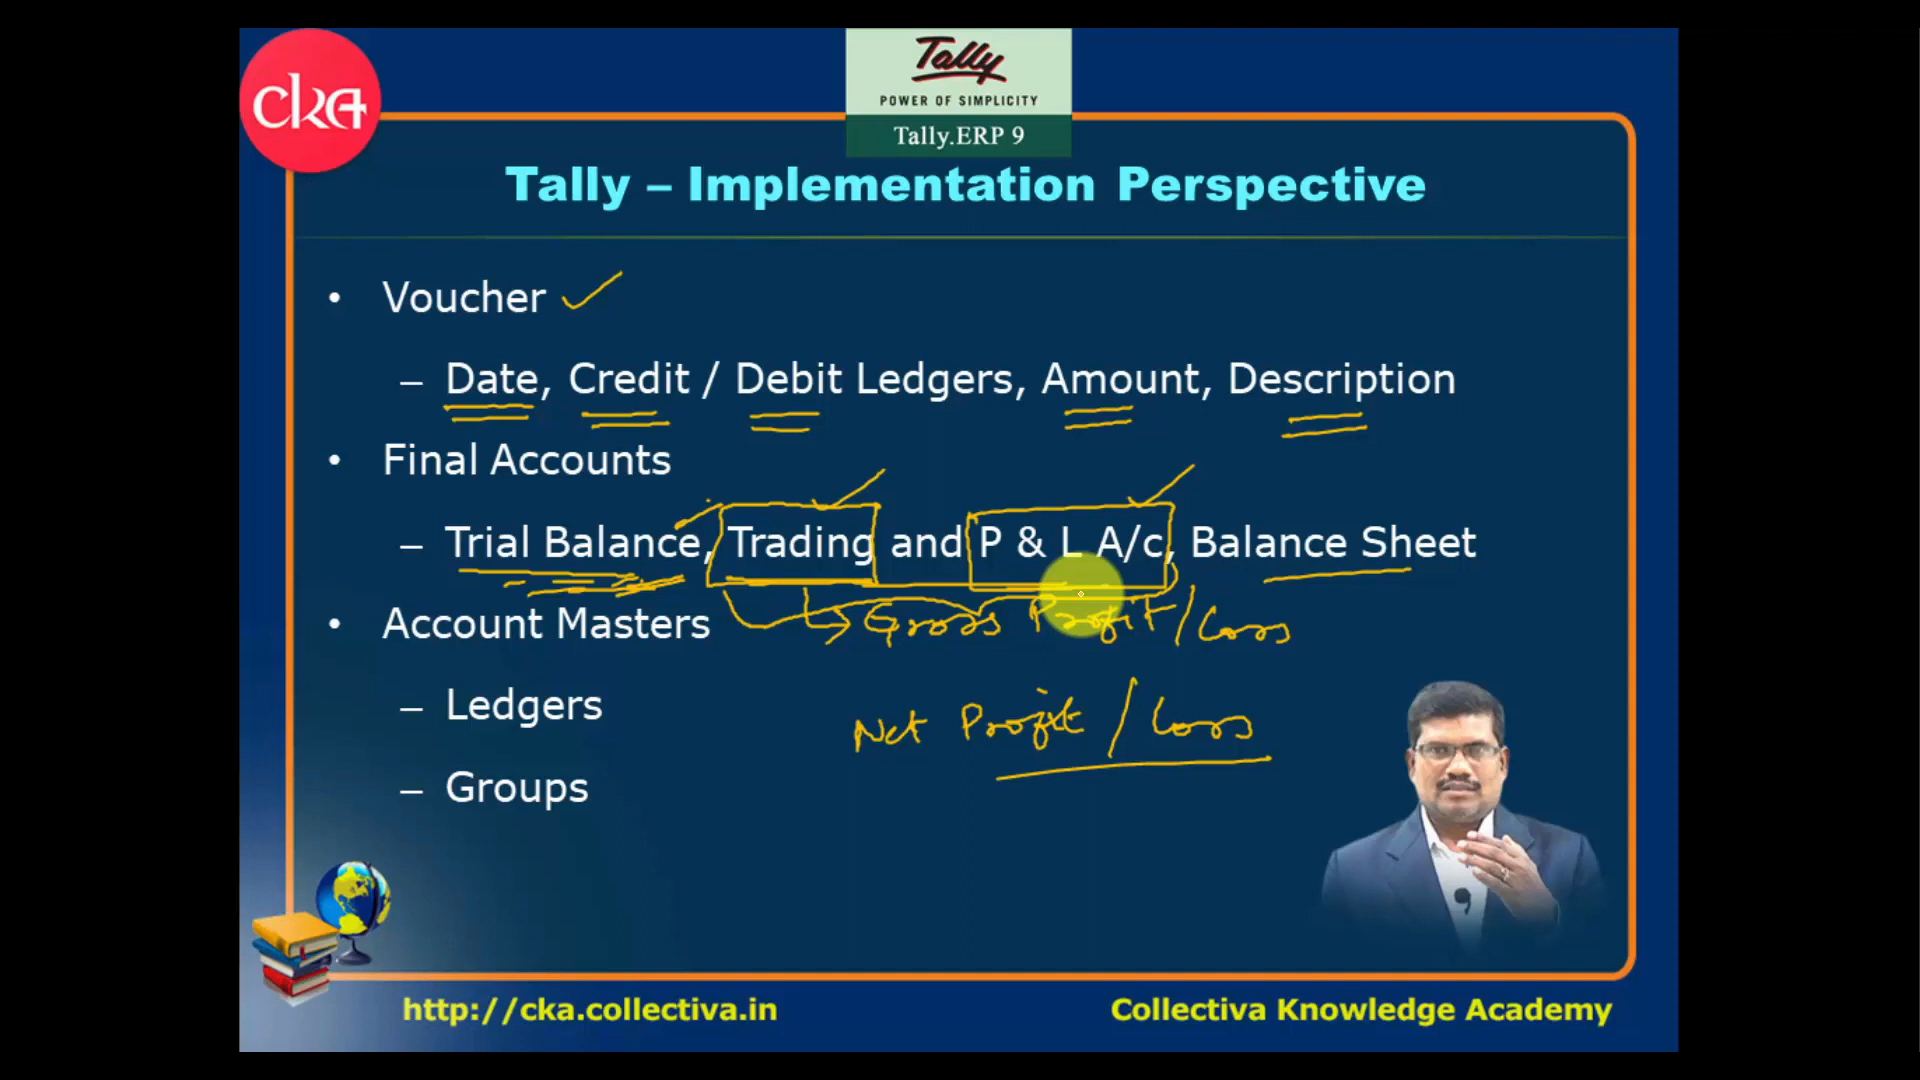 cka
Tally
POWER OF SIMPLICITY
Tally.ERP 9
Tally – Implementation Perspective
• Voucher
– Date, Credit / Debit Ledgers, Amount, Description
• Final Accounts
– Trial Balance, Trading and P & L A/c, Balance Sheet
• Account Masters
Gross Profit/Loss
– Ledgers
Net Profit / Loss
– Groups
http://cka.collectiva.in
Collectiva Knowledge Academy